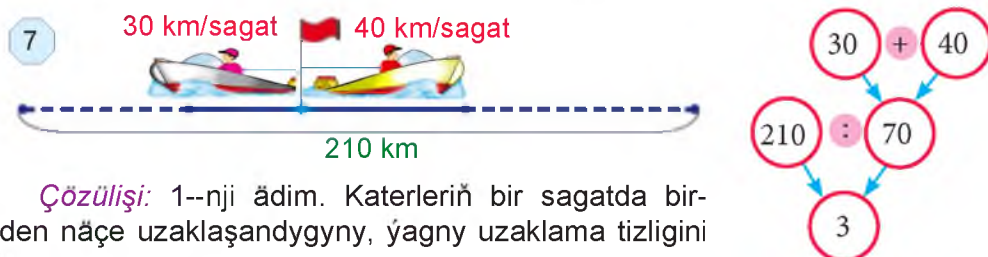 7
30 km/sagat 40 km/sagat
210 km
30 + 40
210 : 70
3
Çözülişi: 1--nji ädim. Katerleriň bir sagatda bir-
den näçe uzaklaşandygyny, ýagny uzaklama tizligini